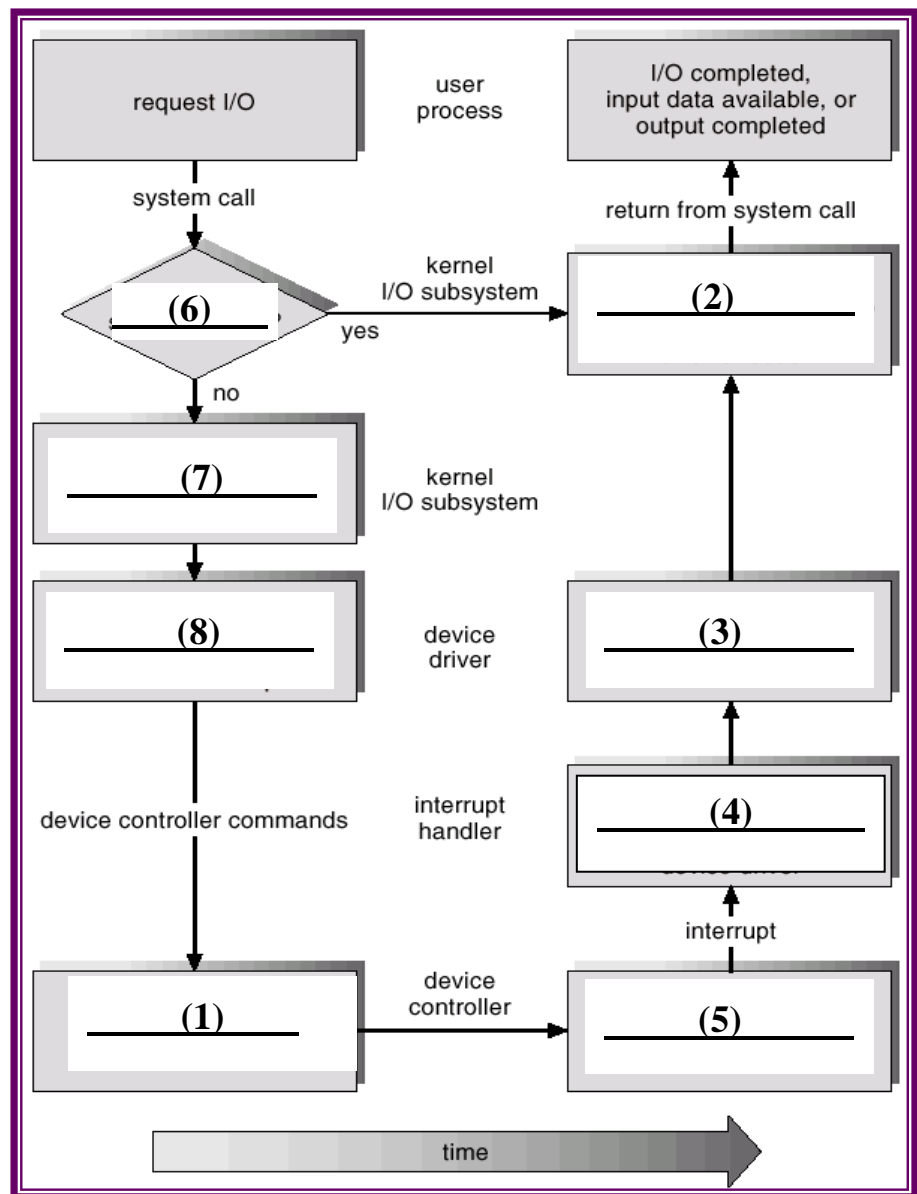 request I/O
user
process
I/O completed,
input data available, or
output completed
system call
return from system call
kernel
I/O subsystem
(6)
(2)
yes
no
(7)
kernel
I/O subsystem
(8)
device
driver
(3)
device controller commands
interrupt
handler
(4)
interrupt
(1)
device
controller
(5)
time